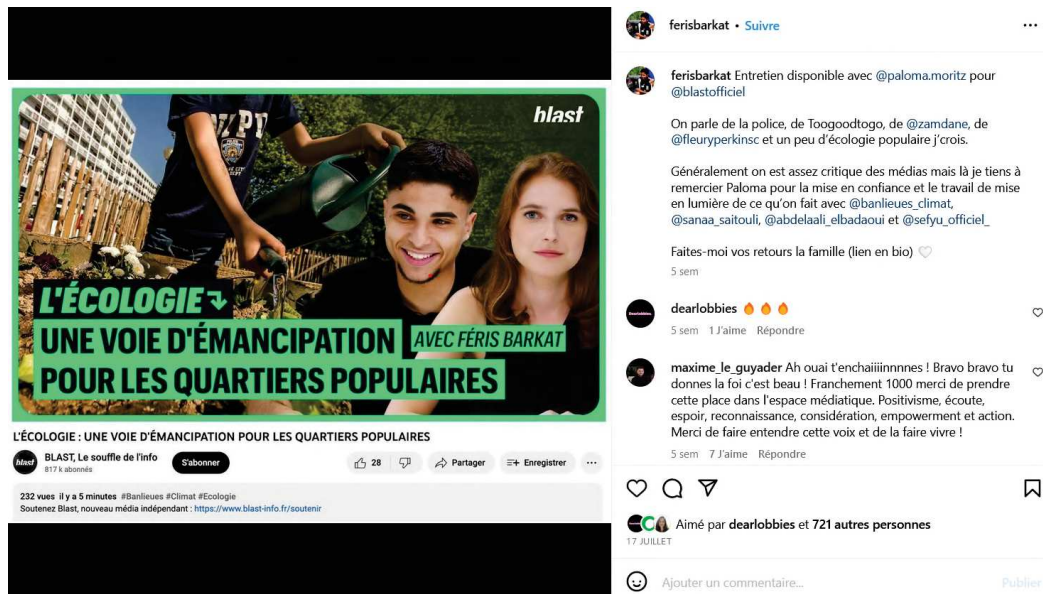 blast
L'ÉCOLOGIE
UNE VOIE D'ÉMANCIPATION AVEC FÉRIS BARKAT
POUR LES QUARTIERS POPULAIRES
L'ÉCOLOGIE : UNE VOIE D'ÉMANCIPATION POUR LES QUARTIERS POPULAIRES
blast
BLAST, Le souffle de l'info
817 k abonnés
S'abonner
28
Partager
Enregistrer
232 vues il y a 5 minutes #Banlieues #Climat #Ecologie
Soutenez Blast, nouveau média indépendant : https://www.blast-info.fr/soutenir
ferisbarkat • Suivre
ferisbarkat Entretien disponible avec @paloma.moritz pour
@blastofficiel
On parle de la police, de Toogoodtogo, de @zamdane, de
@fleuryperkinsc et un peu d'écologie populaire j'crois.
Généralement on est assez critique des médias mais là je tiens à
remercier Paloma pour la mise en confiance et le travail de mise
en lumière de ce qu'on fait avec @banlieues_climat,
@sanaa_saitouli, @abdelaali_elbadaoui et @sefyu_officiel_
Faites-moi vos retours la famille (lien en bio) 🤍
5 sem
dearlobbies 🔥 🔥 🔥
5 sem 1 J'aime Répondre
maxime_le_guyader Ah ouai t'enchaiiiinnnnes ! Bravo bravo tu
donnes la foi c'est beau ! Franchement 1000 merci de prendre
cette place dans l'espace médiatique. Positivisme, écoute,
espoir, reconnaissance, considération, empowerment et action.
Merci de faire entendre cette voix et de la faire vivre !
5 sem 7 J'aime Répondre
Aimé par dearlobbies et 721 autres personnes
17 JUILLET
Ajouter un commentaire...
Publier